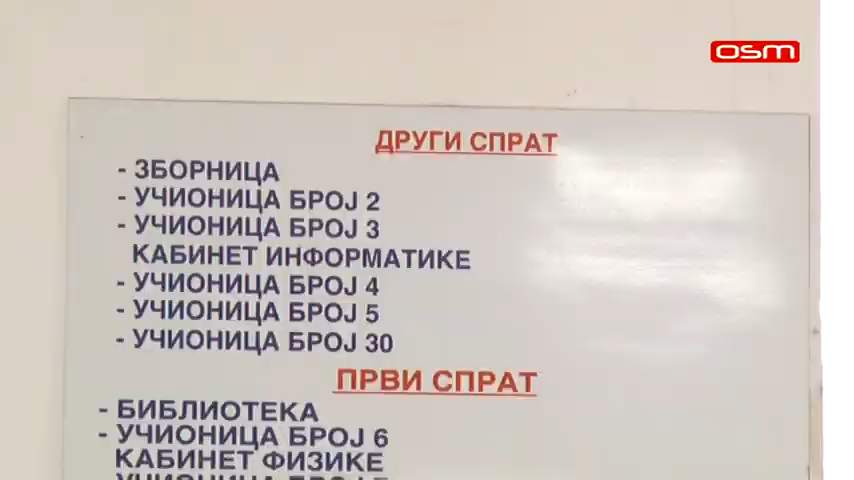 OSM
ДРУГИ СПРАТ
- ЗБОРНИЦА
- УЧИОНИЦА БРОЈ 2
- УЧИОНИЦА БРОЈ 3
КАБИНЕТ ИНФОРМАТИКЕ
- УЧИОНИЦА БРОЈ 4
- УЧИОНИЦА БРОЈ 5
- УЧИОНИЦА БРОЈ 30
ПРВИ СПРАТ
- БИБЛИОТЕКА
- УЧИОНИЦА БРОЈ 6
КАБИНЕТ ФИЗИКЕ